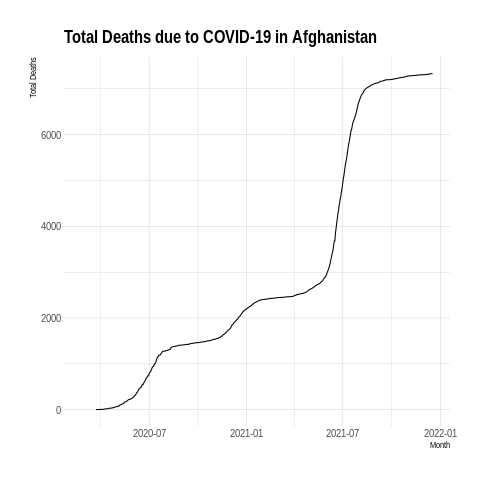 Total Deaths due to COVID-19 in Afghanistan
Total Deaths
6000
4000
2000
0
2020-07 2021-01 2021-07 2022-01
Month